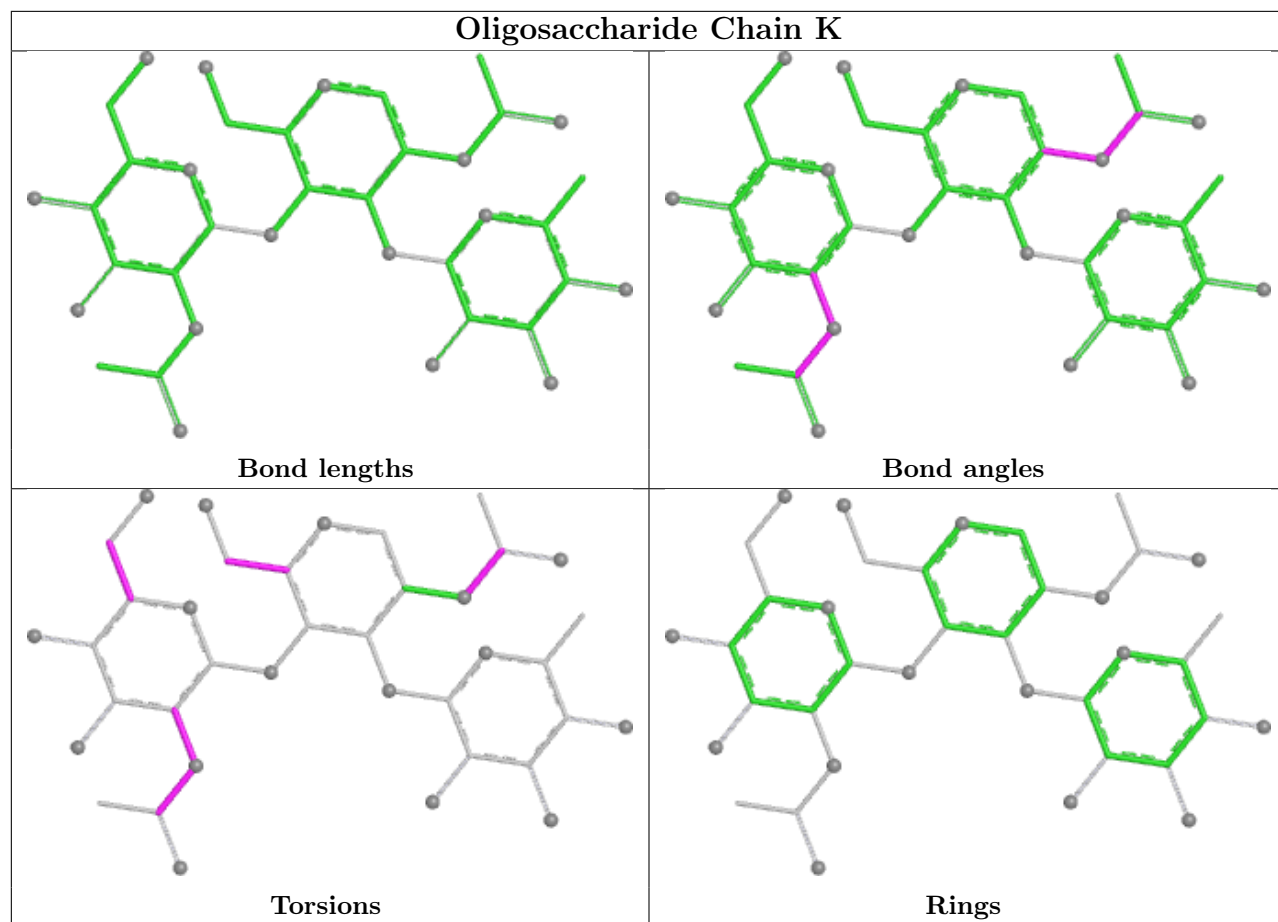 Oligosaccharide Chain K
Bond lengths
Bond angles
Torsions
Rings